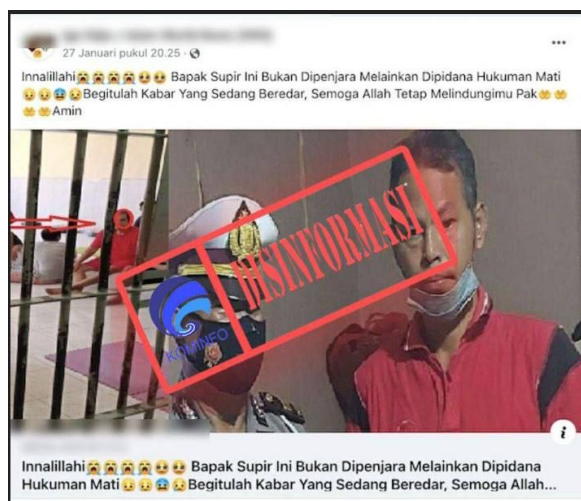 27 Januari pukul 20.25 ·
Innalillahi😭😭😭😭🥺🥺 Bapak Supir Ini Bukan Dipenjara Melainkan Dipidana Hukuman Mati
😥😥😰😢Begitulah Kabar Yang Sedang Beredar, Semoga Allah Tetap Melindungimu Pak🤲🤲
🤲🤲Amin
DISINFORMASI
KOMINFO
Innalillahi😭😭😭😭🥺🥺 Bapak Supir Ini Bukan Dipenjara Melainkan Dipidana
Hukuman Mati😥😥😰😢Begitulah Kabar Yang Sedang Beredar, Semoga Allah...